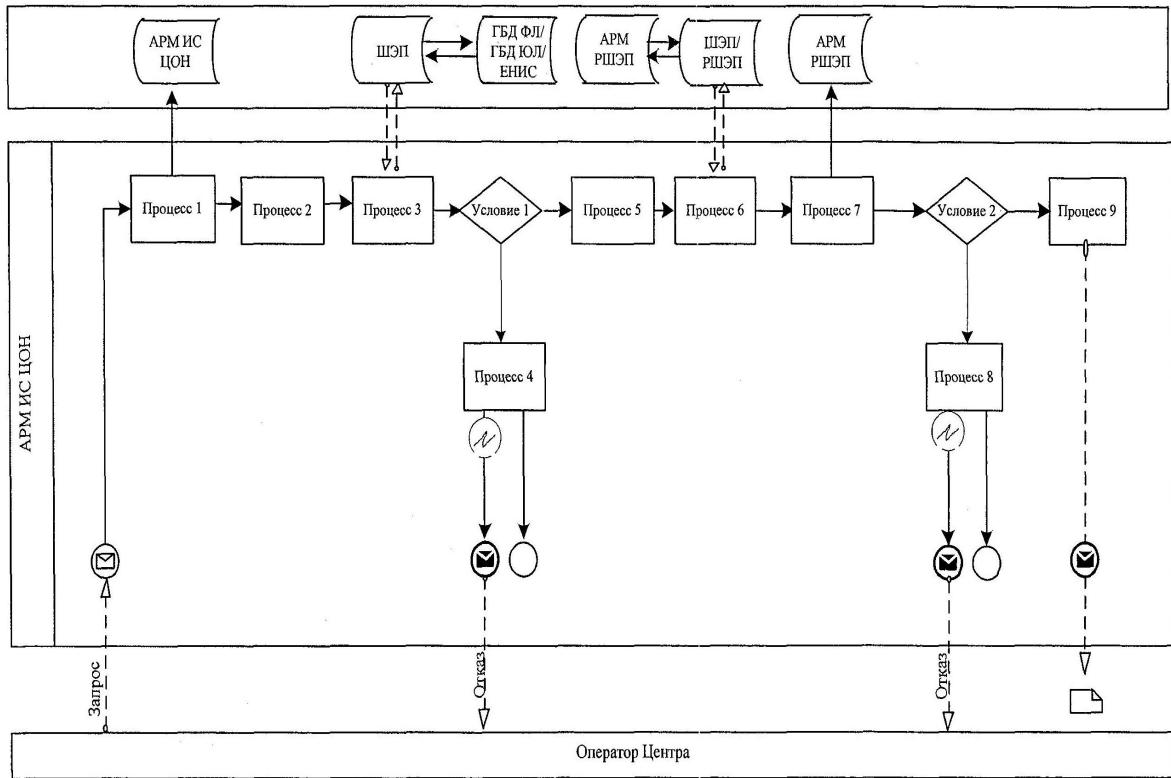 АРМ ИС
ЦОН
ШЭП
ГБД ФЛ/
ГБД ЮЛ/
ЕНИС
АРМ
РШЭП
ШЭП/
РШЭП
АРМ
РШЭП
АРМ ИС ЦОН
Процесс 1
Процесс 2
Процесс 3
Условие 1
Процесс 5
Процесс 6
Процесс 7
Условие 2
Процесс 9
Процесс 4
Процесс 8
Запрос
Отказ
Отказ
Оператор Центра